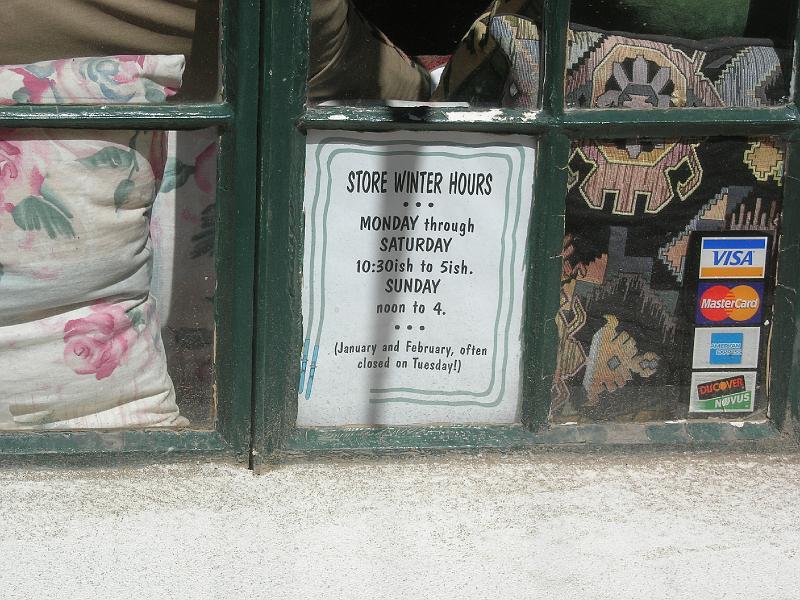 STORE WINTER HOURS
• • •
MONDAY through
SATURDAY
10:30ish to 5ish.
SUNDAY
noon to 4.
• • •
(January and February, often
closed on Tuesday!)
VISA
MasterCard
AMERICAN
EXPRESS
DISCOVER
NOVUS